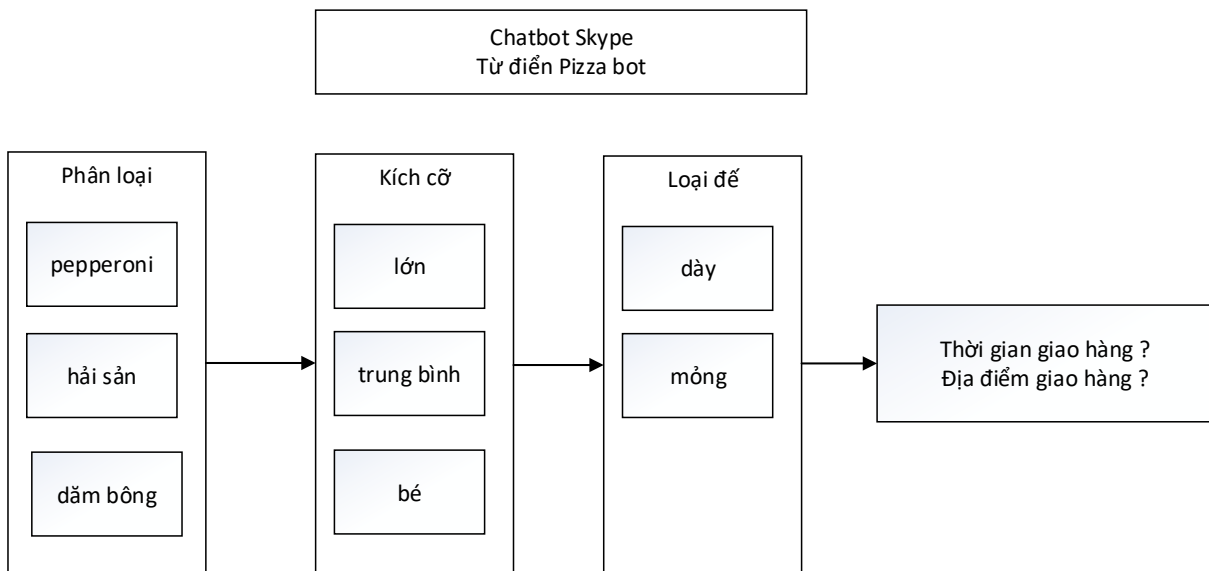 Chatbot Skype
Từ điển Pizza bot
Phân loại
pepperoni
hải sản
dăm bông
Kích cỡ
lớn
trung bình
bé
Loại đế
dày
mỏng
Thời gian giao hàng ?
Địa điểm giao hàng ?